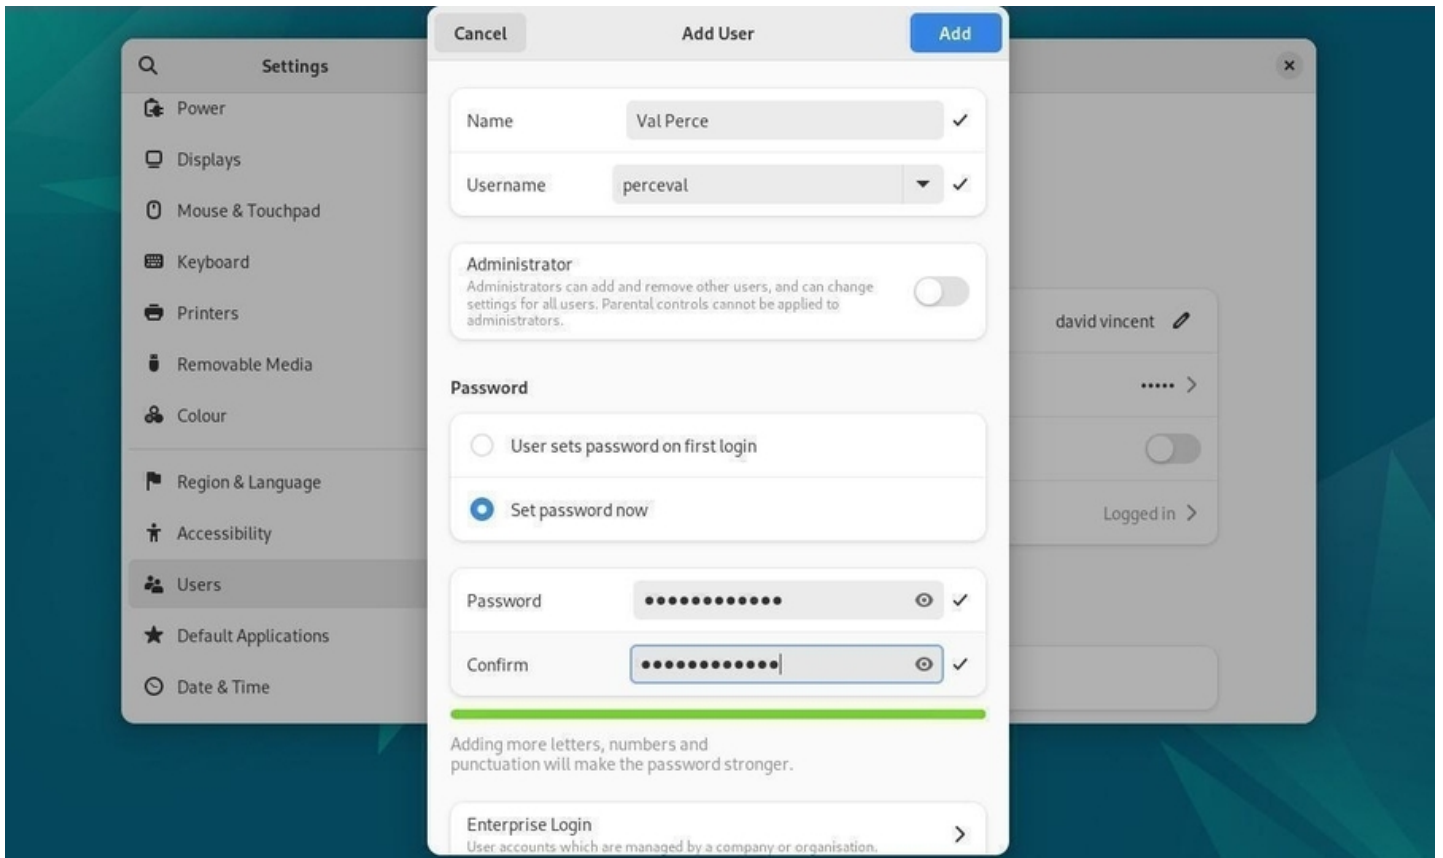 Cancel
Add User
Add
Settings
Power
Displays
Mouse & Touchpad
Keyboard
Printers
Removable Media
Colour
Region & Language
Accessibility
Users
Default Applications
Date & Time
Name
Val Perce
Username
perceval
Administrator
Administrators can add and remove other users, and can change
settings for all users. Parental controls cannot be applied to
administrators.
Password
User sets password on first login
Set password now
Password
●●●●●●●●●●●●
Confirm
●●●●●●●●●●●●
Adding more letters, numbers and
punctuation will make the password stronger.
Enterprise Login
User accounts which are managed by a company or organisation.
david vincent
•••••
Logged in